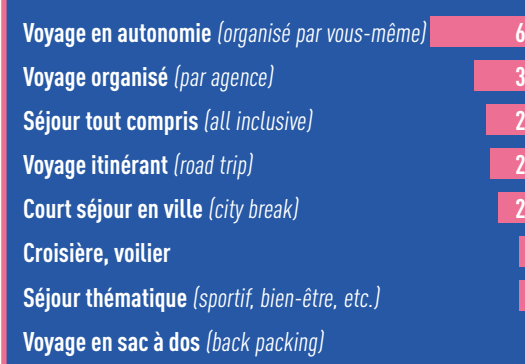 Voyage en autonomie (organisé par vous-même) 6
Voyage organisé (par agence) 3
Séjour tout compris (all inclusive) 2
Voyage itinérant (road trip) 2
Court séjour en ville (city break) 2
Croisière, voilier
Séjour thématique (sportif, bien-être, etc.)
Voyage en sac à dos (back packing)